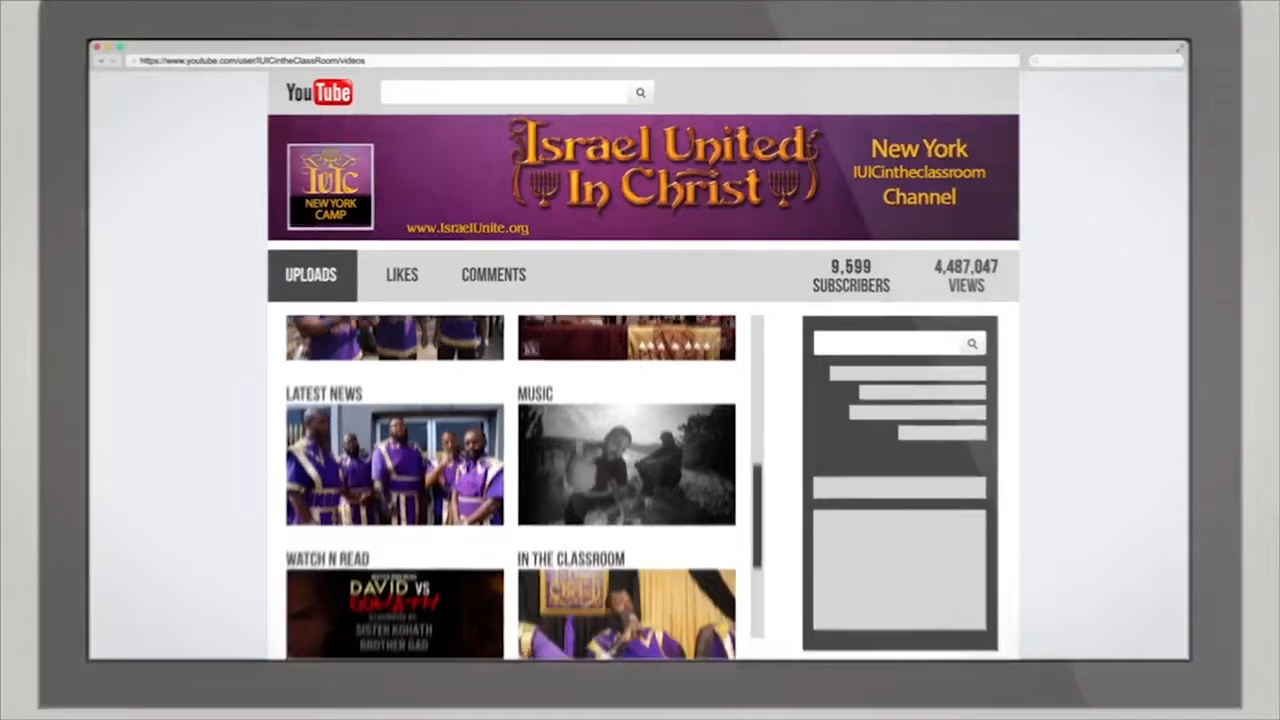 https://www.youtube.com/user/IUICintheClassRoom/videos
YouTube
IUIC
NEW YORK
CAMP
www.IsraelUnite.org
Israel United
In Christ
New York
IUICintheclassroom
Channel
UPLOADS
LIKES
COMMENTS
9,599
SUBSCRIBERS
4,487,047
VIEWS
LATEST NEWS
MUSIC
WATCH N READ
IN THE CLASSROOM
DAVID VS
GOLIATH
SISTER KOHATH
BROTHER GAD